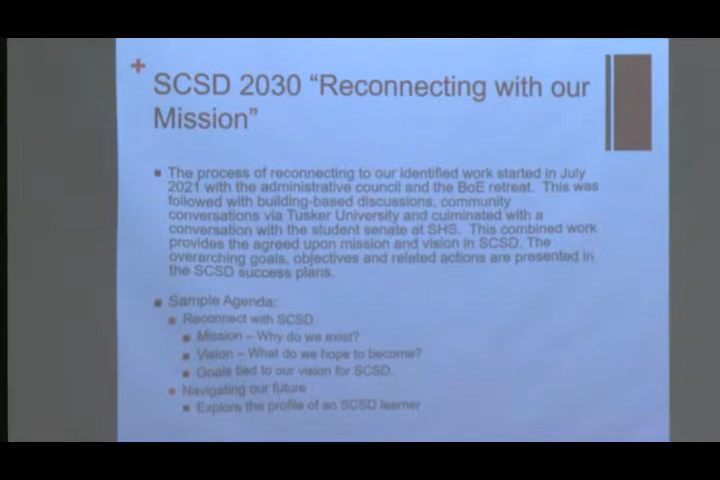 +
SCSD 2030 “Reconnecting with our
Mission”
■ The process of reconnecting to our identified work started in July
2021 with the administrative council and the BoE retreat. This was
followed with building-based discussions, community
conversations via Tusker University and culminated with a
conversation with the student senate at SHS. This combined work
provides the agreed upon mission and vision in SCSD. The
overarching goals, objectives and related actions are presented in
the SCSD success plans.
■ Sample Agenda:
■ Reconnect with SCSD
■ Mission – Why do we exist?
■ Vision – What do we hope to become?
■ Goals tied to our vision for SCSD.
■ Navigating our future
■ Explore the profile of an SCSD learner